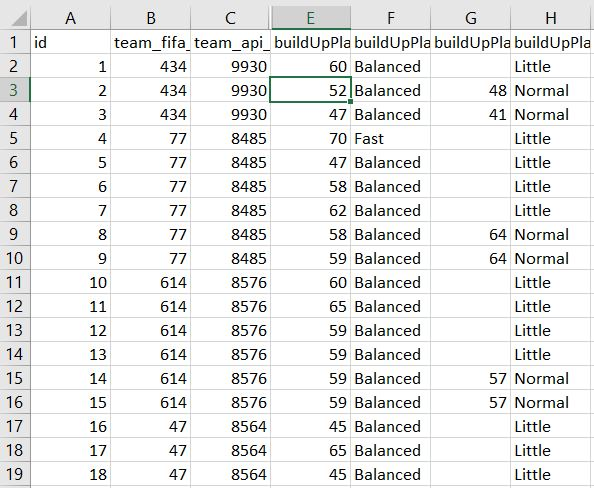 A B C E F G H
1 id team_fifa_ team_api_ buildUpPla buildUpPla buildUpPla buildUpPla
2 1 434 9930 60 Balanced Little
3 2 434 9930 52 Balanced 48 Normal
4 3 434 9930 47 Balanced 41 Normal
5 4 77 8485 70 Fast Little
6 5 77 8485 47 Balanced Little
7 6 77 8485 58 Balanced Little
8 7 77 8485 62 Balanced Little
9 8 77 8485 58 Balanced 64 Normal
10 9 77 8485 59 Balanced 64 Normal
11 10 614 8576 60 Balanced Little
12 11 614 8576 65 Balanced Little
13 12 614 8576 59 Balanced Little
14 13 614 8576 59 Balanced Little
15 14 614 8576 59 Balanced 57 Normal
16 15 614 8576 59 Balanced 57 Normal
17 16 47 8564 45 Balanced Little
18 17 47 8564 65 Balanced Little
19 18 47 8564 45 Balanced Little